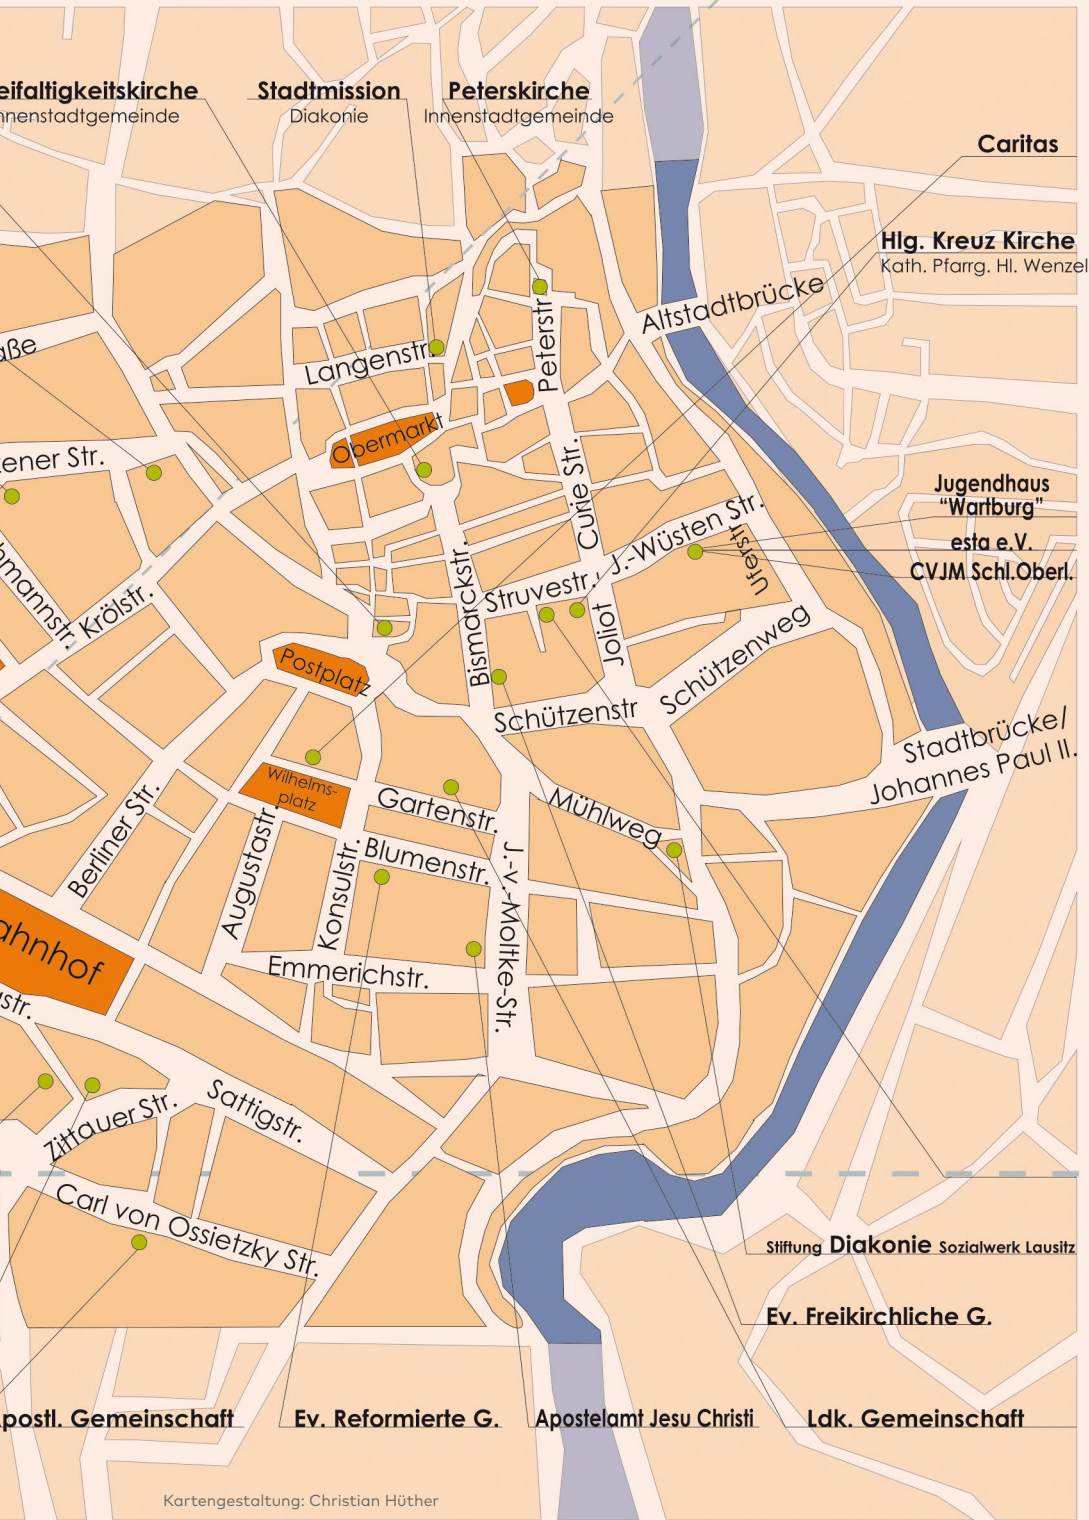 eifaltigkeitskirche
nnenstadtgemeinde
Stadtmission
Diakonie
Peterskirche
Innenstadtgemeinde
Caritas
Hlg. Kreuz Kirche
Kath. Pfarrg. Hl. Wenzel
Altstadtbrücke
aße
Langenstr.
Peterstr
Obermarkt
zener Str.
Curie Str.
Jugendhaus
"Wartburg"
esta e.V.
CVJM Schl.Oberl.
J.-Wüsten Str.
Uferstr.
Struvestr.
Bismarckstr.
Joliot
hmannstr.
Krölstr.
Postplatz
Schützenweg
Schützenstr
Stadtbrücke/
Johannes Paul II.
Wilhelms-
platz
Gartenstr.
Mühlweg
Berliner Str.
Augustastr.
Konsulstr.
Blumenstr.
J.-v.-Moltke-Str.
ahnhof
Emmerichstr.
str.
Zittauer Str.
Sattigstr.
Carl von Ossietzky Str.
Stiftung Diakonie Sozialwerk Lausitz
Ev. Freikirchliche G.
postl. Gemeinschaft
Ev. Reformierte G.
Apostelamt Jesu Christi
Ldk. Gemeinschaft
Kartengestaltung: Christian Hüther